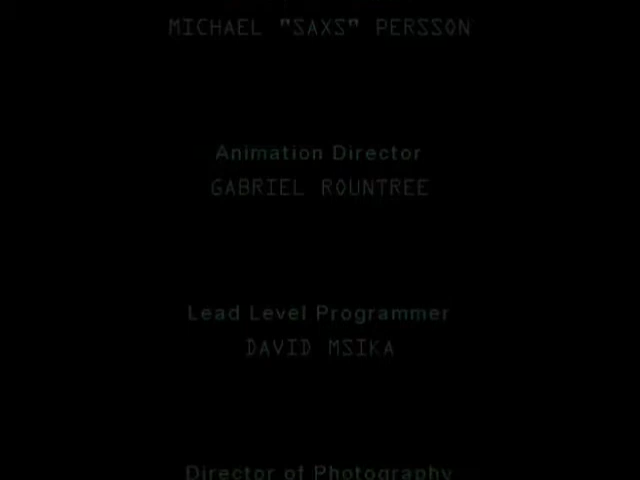 MICHAEL "SAXS" PERSSON
Animation Director
GABRIEL ROUNTREE
Lead Level Programmer
DAVID MSIKA
Director of Photography